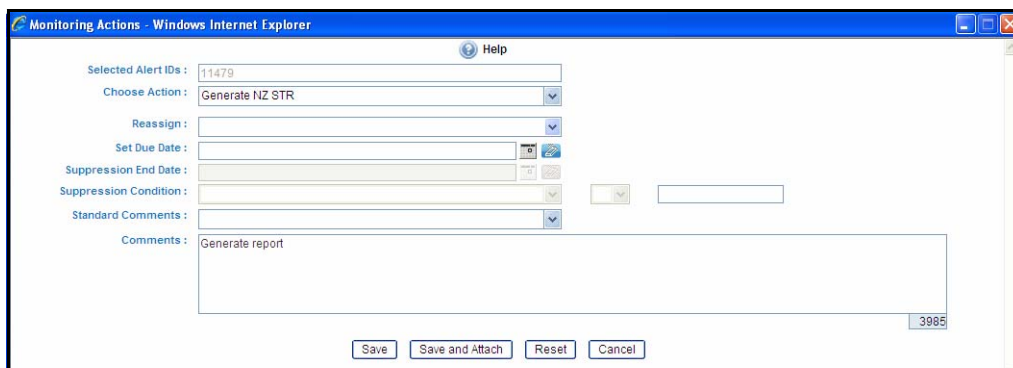 Monitoring Actions - Windows Internet Explorer
Help
Selected Alert IDs : 11479
Choose Action : Generate NZ STR
Reassign :
Set Due Date :
Suppression End Date :
Suppression Condition :
Standard Comments :
Comments : Generate report
3985
Save Save and Attach Reset Cancel